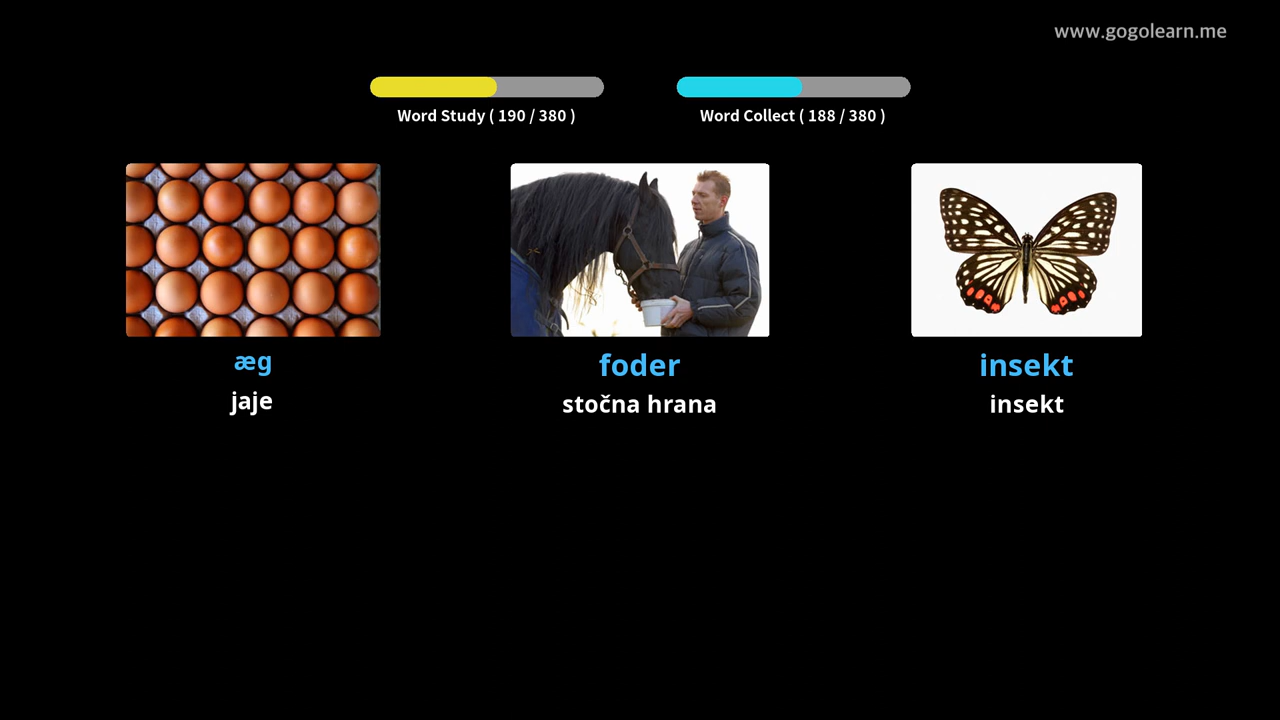 www.gogolearn.me
Word Study ( 190 / 380 )
Word Collect ( 188 / 380 )
æg
foder
insekt
jaje
stočna hrana
insekt